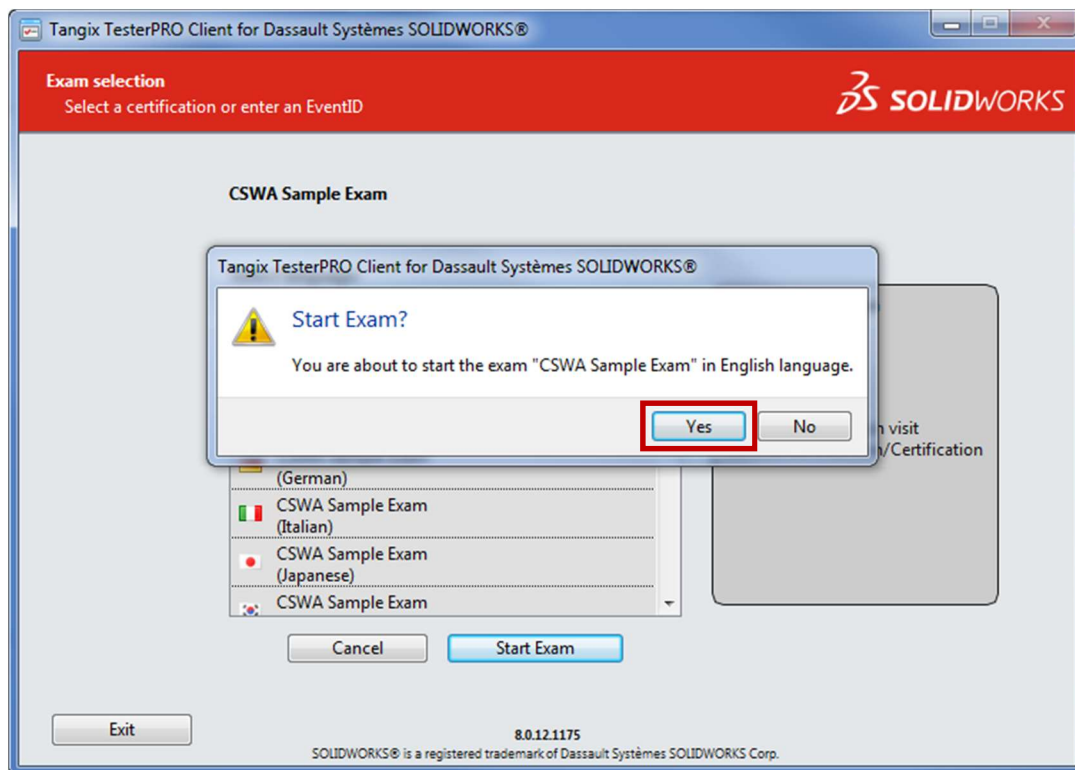 Tangix TesterPRO Client for Dassault Systèmes SOLIDWORKS®
Exam selection
Select a certification or enter an EventID
SOLIDWORKS
CSWA Sample Exam
Tangix TesterPRO Client for Dassault Systèmes SOLIDWORKS®
Start Exam?
You are about to start the exam "CSWA Sample Exam" in English language.
Yes
No
visit
/Certification
(German)
CSWA Sample Exam
(Italian)
CSWA Sample Exam
(Japanese)
CSWA Sample Exam
Cancel
Start Exam
Exit
8.0.12.1175
SOLIDWORKS® is a registered trademark of Dassault Systèmes SOLIDWORKS Corp.